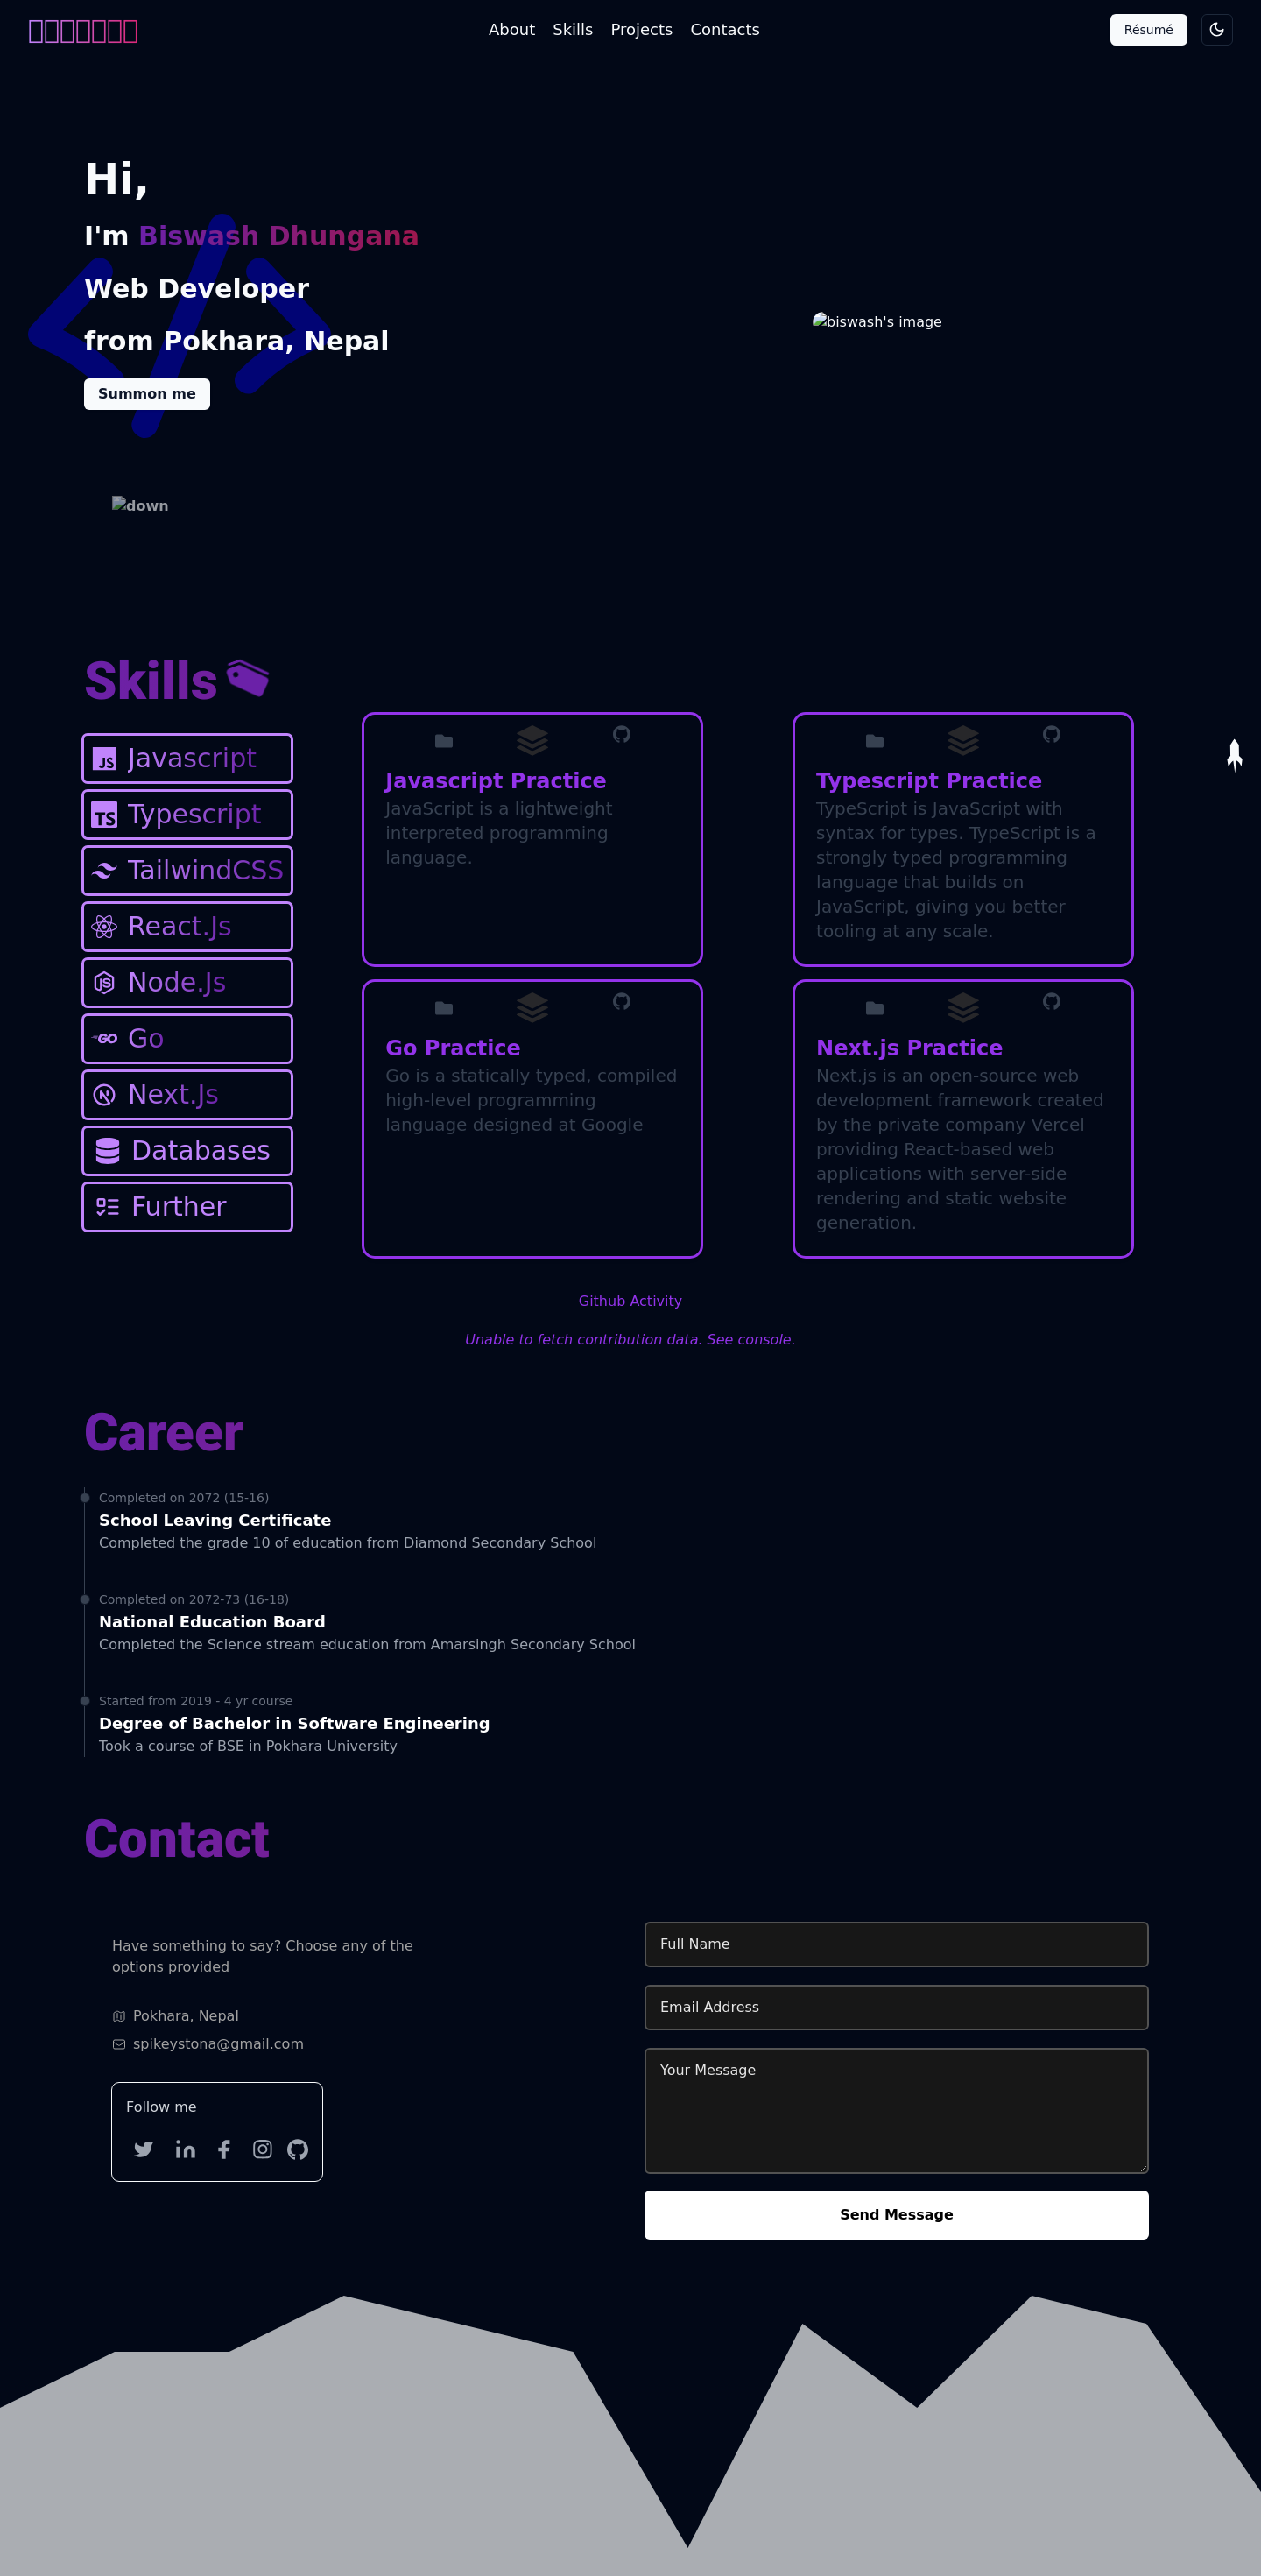 About Skills Projects Contacts
Résumé
Hi,
I'm Biswash Dhungana
Web Developer
from Pokhara, Nepal
Summon me
biswash's image
down
Skills
Javascript
Typescript
TailwindCSS
React.Js
Node.Js
Go
Next.Js
Databases
Further
Javascript Practice
JavaScript is a lightweight
interpreted programming
language.
Typescript Practice
TypeScript is JavaScript with
syntax for types. TypeScript is a
strongly typed programming
language that builds on
JavaScript, giving you better
tooling at any scale.
Go Practice
Go is a statically typed, compiled
high-level programming
language designed at Google
Next.js Practice
Next.js is an open-source web
development framework created
by the private company Vercel
providing React-based web
applications with server-side
rendering and static website
generation.
Github Activity
Unable to fetch contribution data. See console.
Career
Completed on 2072 (15-16)
School Leaving Certificate
Completed the grade 10 of education from Diamond Secondary School
Completed on 2072-73 (16-18)
National Education Board
Completed the Science stream education from Amarsingh Secondary School
Started from 2019 - 4 yr course
Degree of Bachelor in Software Engineering
Took a course of BSE in Pokhara University
Contact
Have something to say? Choose any of the
options provided
Pokhara, Nepal
spikeystona@gmail.com
Follow me
Full Name
Email Address
Your Message
Send Message